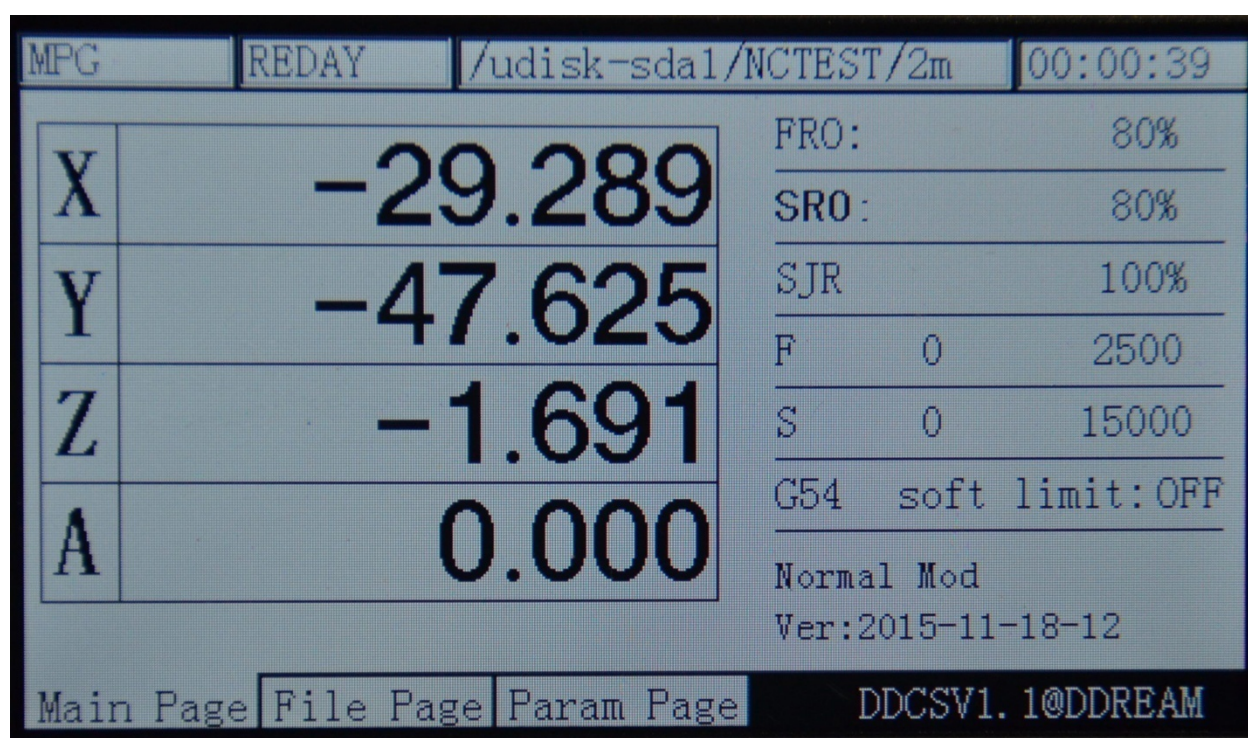 MPG REDAY /udisk-sda1/NCTEST/2m 00:00:39
X -29.289
Y -47.625
Z -1.691
A 0.000
FRO: 80%
SRO: 80%
SJR 100%
F 0 2500
S 0 15000
G54 soft limit:OFF
Normal Mod
Ver:2015-11-18-12
Main Page File Page Param Page DDCSV1.1@DDREAM